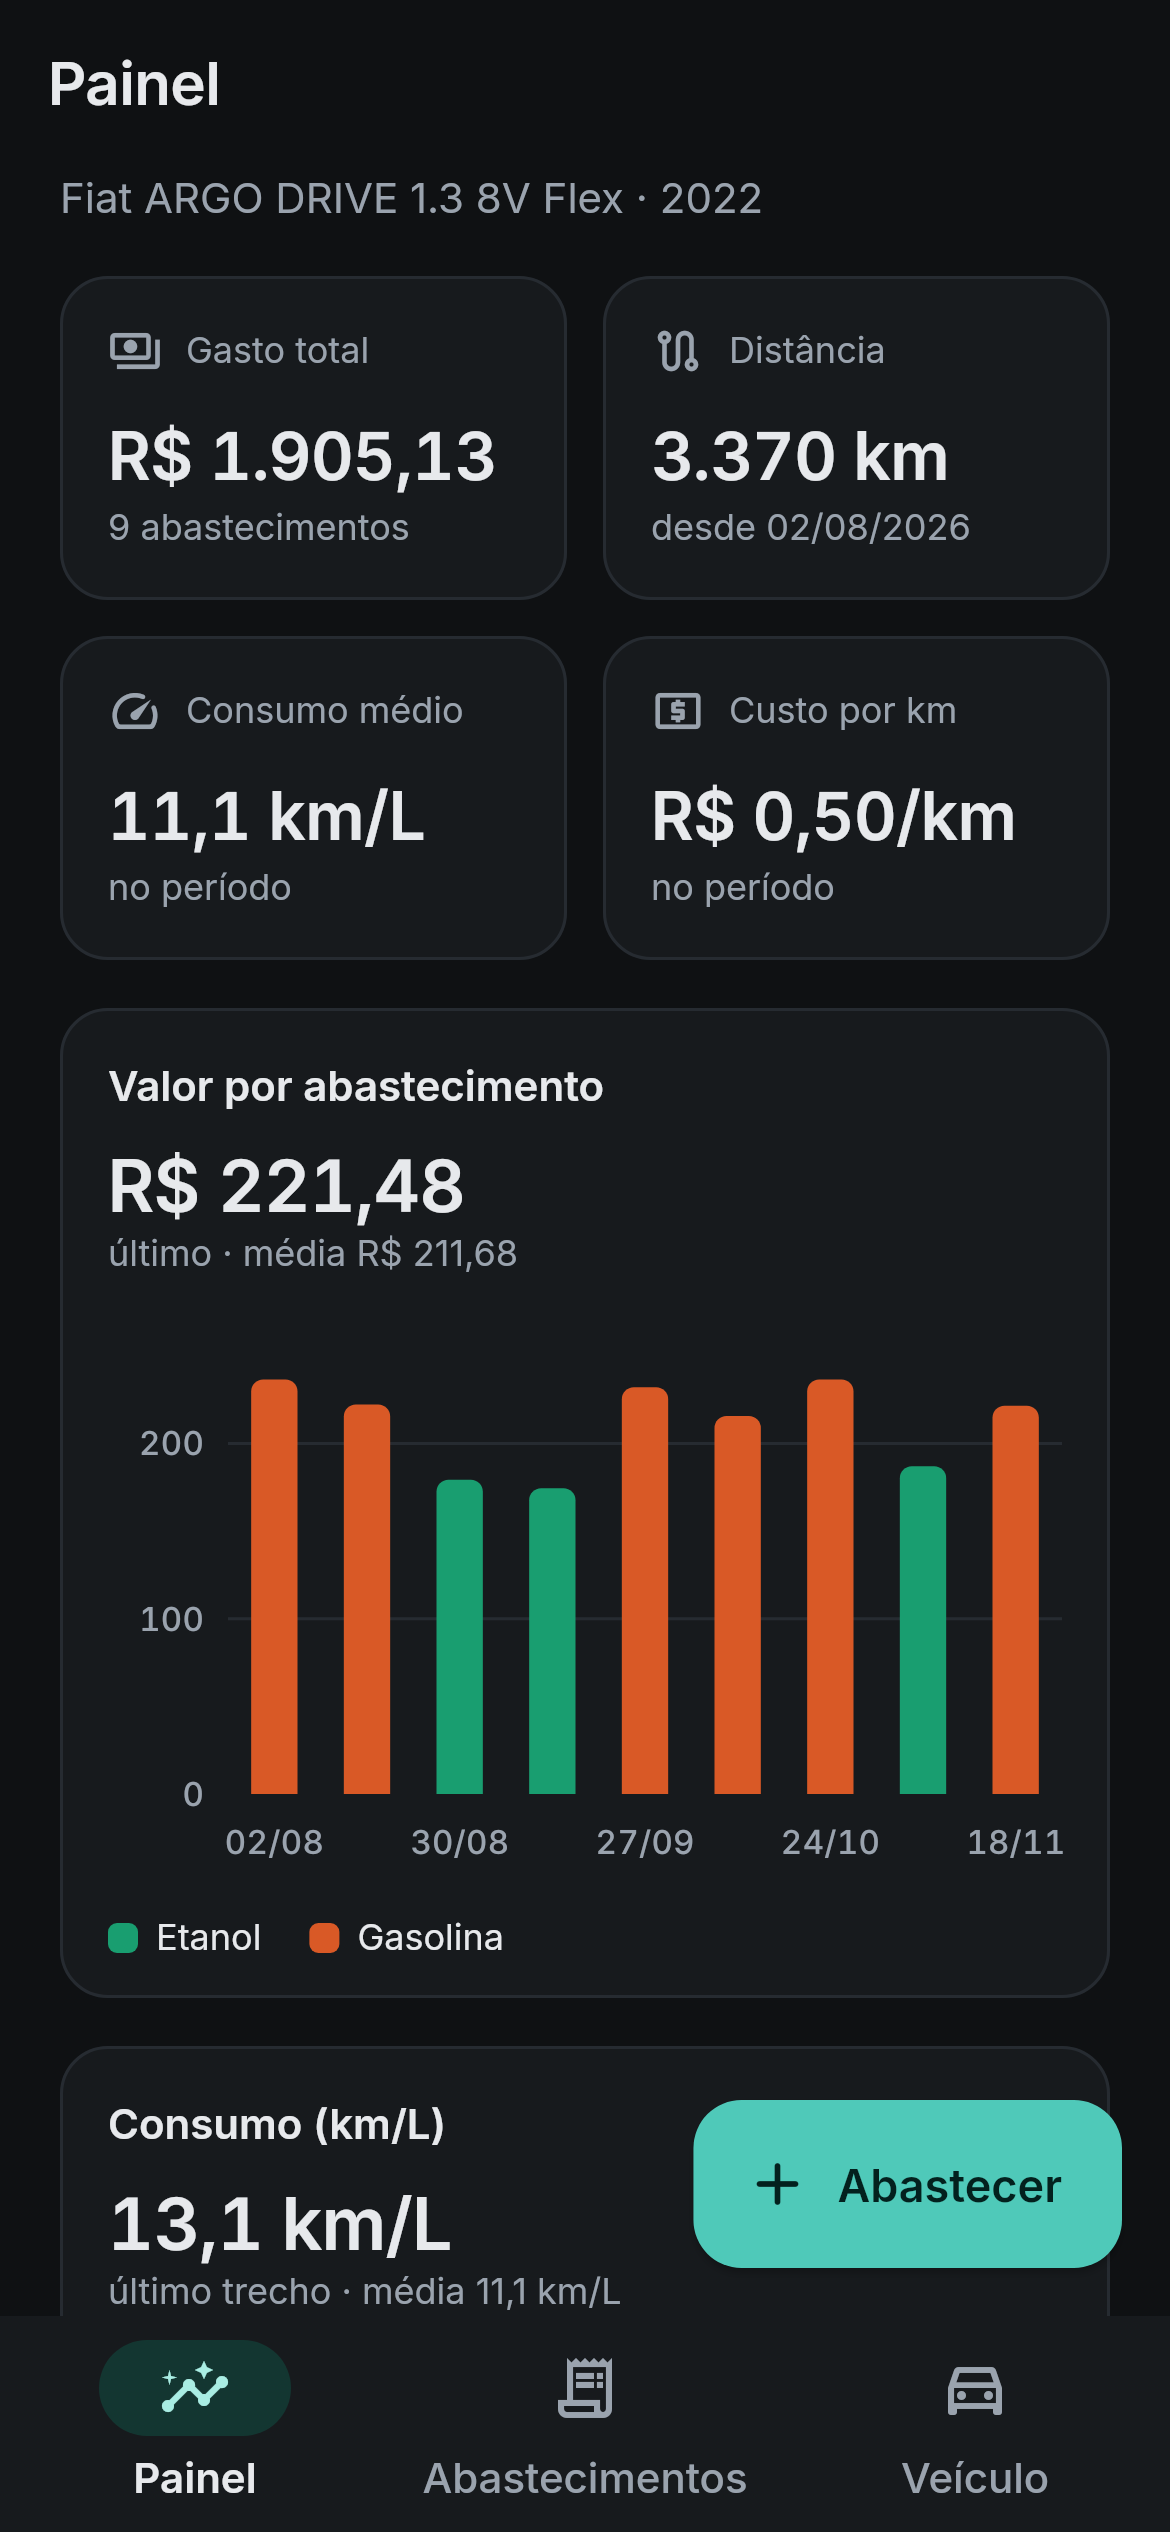 Painel
Fiat ARGO DRIVE 1.3 8V Flex · 2022
Gasto total
R$ 1.905,13
9 abastecimentos
Distância
3.370 km
desde 02/08/2026
Consumo médio
11,1 km/L
no período
Custo por km
R$ 0,50/km
no período
Valor por abastecimento
R$ 221,48
último · média R$ 211,68
200
100
0
02/08 30/08 27/09 24/10 18/11
Etanol Gasolina
Consumo (km/L)
13,1 km/L
último trecho · média 11,1 km/L
Abastecer
Painel Abastecimentos Veículo